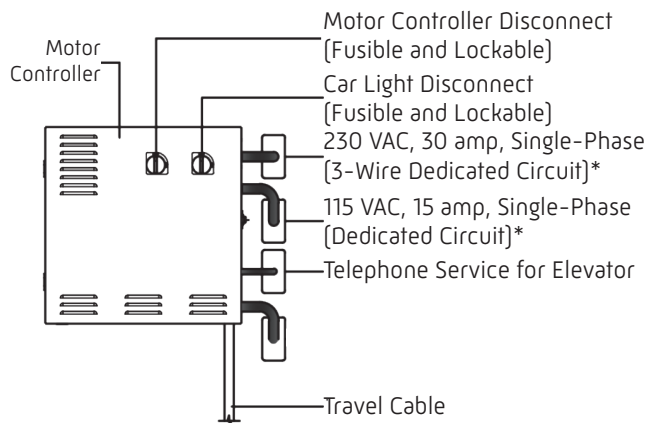 Motor Controller Disconnect
(Fusible and Lockable)
Motor
Controller
Car Light Disconnect
(Fusible and Lockable)
230 VAC, 30 amp, Single-Phase
(3-Wire Dedicated Circuit)*
115 VAC, 15 amp, Single-Phase
(Dedicated Circuit)*
Telephone Service for Elevator
Travel Cable